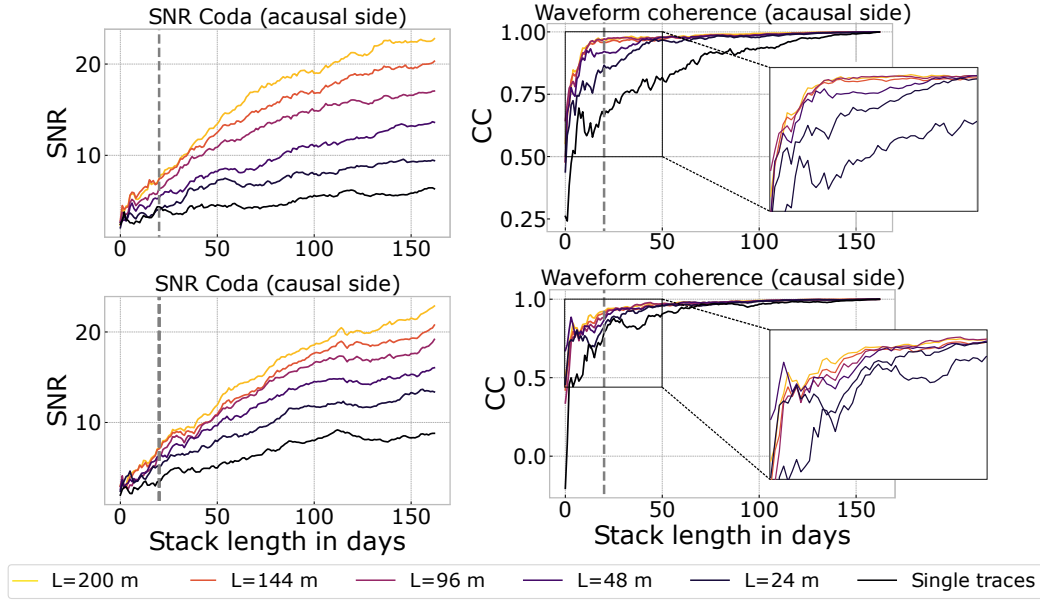 SNR Coda (acausal side)
SNR
20
10
0
50
100
150
Waveform coherence (acausal side)
CC
1.00
0.75
0.50
0.25
0
50
100
150
SNR Coda (causal side)
SNR
20
10
0
50
100
150
Stack length in days
Waveform coherence (causal side)
CC
1.0
0.5
0.0
0
50
100
150
Stack length in days
L=200 m
L=144 m
L=96 m
L=48 m
L=24 m
Single traces